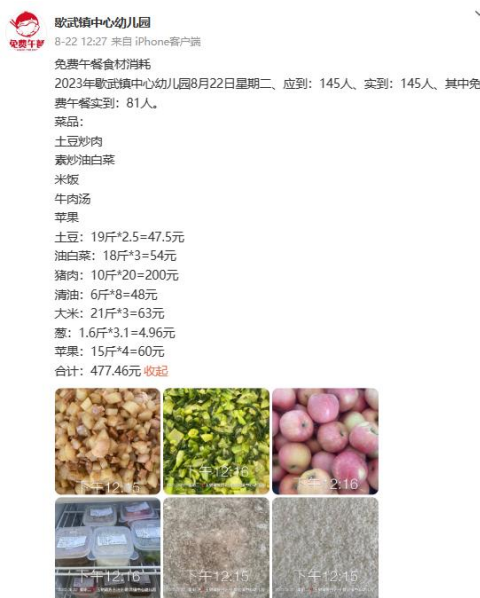 免费午餐
歇武镇中心幼儿园
8-22 12:27 来自 iPhone客户端
免费午餐食材消耗
2023年歇武镇中心幼儿园8月22日星期二、应到：145人、实到：145人、其中免
费午餐实到：81人。
菜品：
土豆炒肉
素炒油白菜
米饭
牛肉汤
苹果
土豆：19斤*2.5=47.5元
油白菜：18斤*3=54元
猪肉：10斤*20=200元
清油：6斤*8=48元
大米：21斤*3=63元
葱：1.6斤*3.1=4.96元
苹果：15斤*4=60元
合计：477.46元 收起
下午12:16
下午12:16
下午12:16
下午12:16
下午12:15
下午12:15